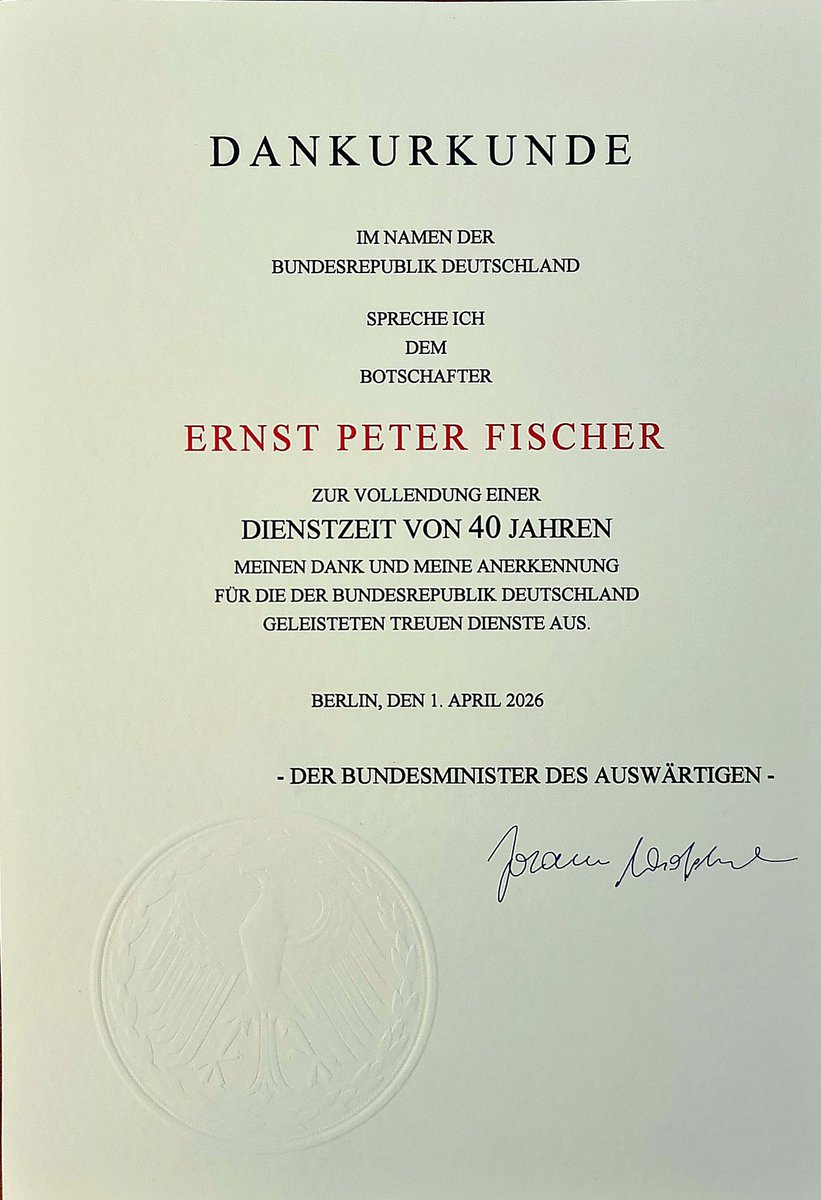 DANKURKUNDE
IM NAMEN DER
BUNDESREPUBLIK DEUTSCHLAND
SPRECHE ICH
DEM
BOTSCHAFTER
ERNST PETER FISCHER
ZUR VOLLENDUNG EINER
DIENSTZEIT VON 40 JAHREN
MEINEN DANK UND MEINE ANERKENNUNG
FÜR DIE DER BUNDESREPUBLIK DEUTSCHLAND
GELEISTETEN TREUEN DIENSTE AUS.
BERLIN, DEN 1. APRIL 2026
- DER BUNDESMINISTER DES AUSWÄRTIGEN -